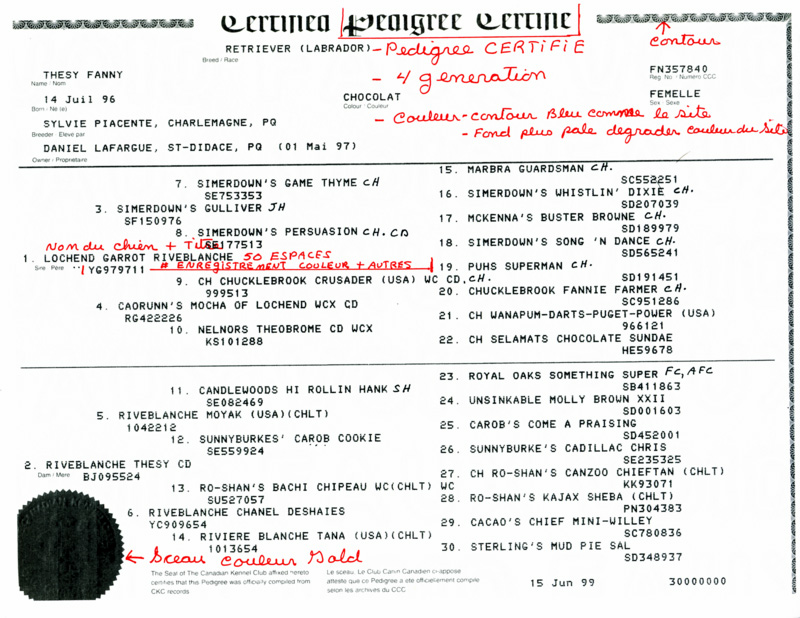 Certified Pedigree Certifié
RETRIEVER (LABRADOR) - Pedigree CERTIFIÉ
Breed / Race
contour
THESY FANNY
Name / Nom
- 4 generation
FN357840
Reg. No - Numéro CCC
14 Juil 96
Born - Né (e)
CHOCOLAT
Colour / Couleur
FEMELLE
Sex - Sexe
- Couleur-contour Bleu comme le site
- Fond plus pale degrader couleur du site
SYLVIE PIACENTE, CHARLEMAGNE, PQ
Breeder - Élevé par
DANIEL LAFARGUE, ST-DIDACE, PQ (01 Mai 97)
Owner / Propriétaire
15. MARBRA GUARDSMAN CH.
SC552251
7. SIMERDOWN'S GAME THYME CH
SE753353
16. SIMERDOWN'S WHISTLIN' DIXIE CH.
SD207039
3. SIMERDOWN'S GULLIVER JH
SF150976
17. MCKENNA'S BUSTER BROWNE CH.
SD189979
8. SIMERDOWN'S PERSUASION CH. CD
SE177513
18. SIMERDOWN'S SONG 'N DANCE CH.
SD565241
Nom du chien + Titre
1. LOCHEND GARROT RIVEBLANCHE 50 ESPACES
Sire Père YG979711 # ENREGISTREMENT COULEUR + AUTRES
19. PUHS SUPERMAN CH.
SD191451
9. CH CHUCKLEBROOK CRUSADER (USA) WC CD, CH.
999513
20. CHUCKLEBROOK FANNIE FARMER CH.
SC951286
4. CAORUNN'S MOCHA OF LOCHEND WCX CD
RG422226
21. CH WANAPUM-DARTS-PUGET-POWER (USA)
966121
10. NELNORS THEOBROME CD WCX
KS101288
22. CH SELAMATS CHOCOLATE SUNDAE
HE59678
23. ROYAL OAKS SOMETHING SUPER FC, AFC
SB411863
11. CANDLEWOODS HI ROLLIN HANK SH
SE082469
24. UNSINKABLE MOLLY BROWN XXII
SD001603
5. RIVEBLANCHE MOYAK (USA)(CHLT)
1042212
25. CAROB'S COME A PRAISING
SD452001
12. SUNNYBURKES' CAROB COOKIE
SE559924
26. SUNNYBURKE'S CADILLAC CHRIS
SE235325
2. RIVEBLANCHE THESY CD
Dam / Mère BJ095524
27. CH RO-SHAN'S CANZOO CHIEFTAN (CHLT)
KK93071
13. RO-SHAN'S BACHI CHIPEAU WC(CHLT) WC
SU527057
28. RO-SHAN'S KAJAX SHEBA (CHLT)
PN304383
6. RIVEBLANCHE CHANEL DESHAIES
YC909654
29. CACAO'S CHIEF MINI-WILLEY
SC780836
14. RIVIERE BLANCHE TANA (USA)(CHLT)
1013654
30. STERLING'S MUD PIE SAL
SD348937
Sceau couleur Gold
The Seal of The Canadian Kennel Club affixed hereto
certifies that this Pedigree was officially compiled from
CKC records
Le sceau, Le Club Canin Canadien ci-apposé
atteste que ce Pedigree a été officiellement compilé
selon les archives du CCC
15 Jun 99
30000000